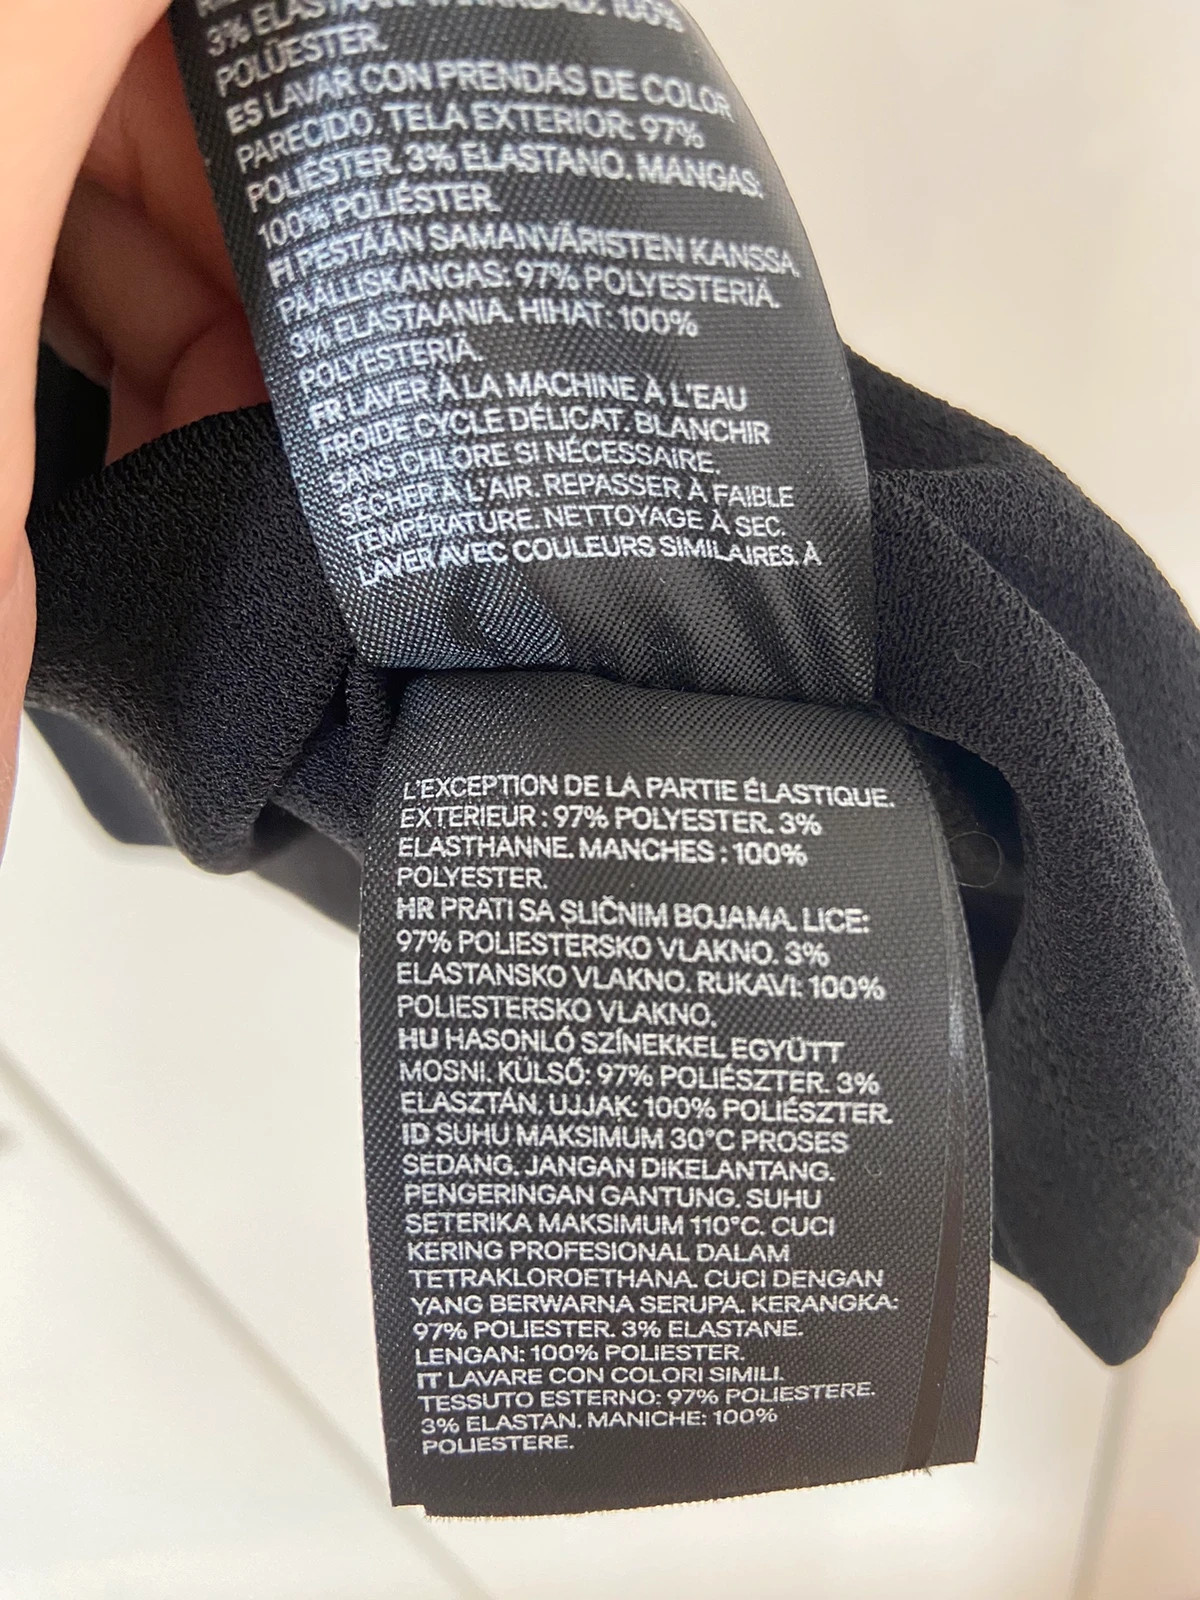 3% ELASTAAN. VARRUKAD: 100%
POLÜESTER.
ES LAVAR CON PRENDAS DE COLOR
PARECIDO. TELA EXTERIOR: 97%
POLIÉSTER. 3% ELASTANO. MANGAS:
100% POLIÉSTER.
FI PESTÄÄN SAMANVÄRISTEN KANSSA.
PÄÄLLISKANGAS: 97% POLYESTERIÄ.
3% ELASTAANIA. HIHAT: 100%
POLYESTERIÄ.
FR LAVER À LA MACHINE À L'EAU
FROIDE CYCLE DÉLICAT. BLANCHIR
SANS CHLORE SI NÉCESSAIRE.
SÉCHER À L'AIR. REPASSER À FAIBLE
TEMPÉRATURE. NETTOYAGE À SEC.
LAVER AVEC COULEURS SIMILAIRES. À
L'EXCEPTION DE LA PARTIE ÉLASTIQUE.
EXTERIEUR : 97% POLYESTER. 3%
ELASTHANNE. MANCHES : 100%
POLYESTER.
HR PRATI SA SLIČNIM BOJAMA. LICE:
97% POLIESTERSKO VLAKNO. 3%
ELASTANSKO VLAKNO. RUKAVI: 100%
POLIESTERSKO VLAKNO.
HU HASONLÓ SZÍNEKKEL EGYÜTT
MOSNI. KÜLSŐ: 97% POLIÉSZTER. 3%
ELASZTÁN. UJJAK: 100% POLIÉSZTER.
ID SUHU MAKSIMUM 30°C PROSES
SEDANG. JANGAN DIKELANTANG.
PENGERINGAN GANTUNG. SUHU
SETERIKA MAKSIMUM 110°C. CUCI
KERING PROFESIONAL DALAM
TETRAKLOROETHANA. CUCI DENGAN
YANG BERWARNA SERUPA. KERANGKA:
97% POLIESTER. 3% ELASTANE.
LENGAN: 100% POLIESTER.
IT LAVARE CON COLORI SIMILI.
TESSUTO ESTERNO: 97% POLIESTERE.
3% ELASTAN. MANICHE: 100%
POLIESTERE.